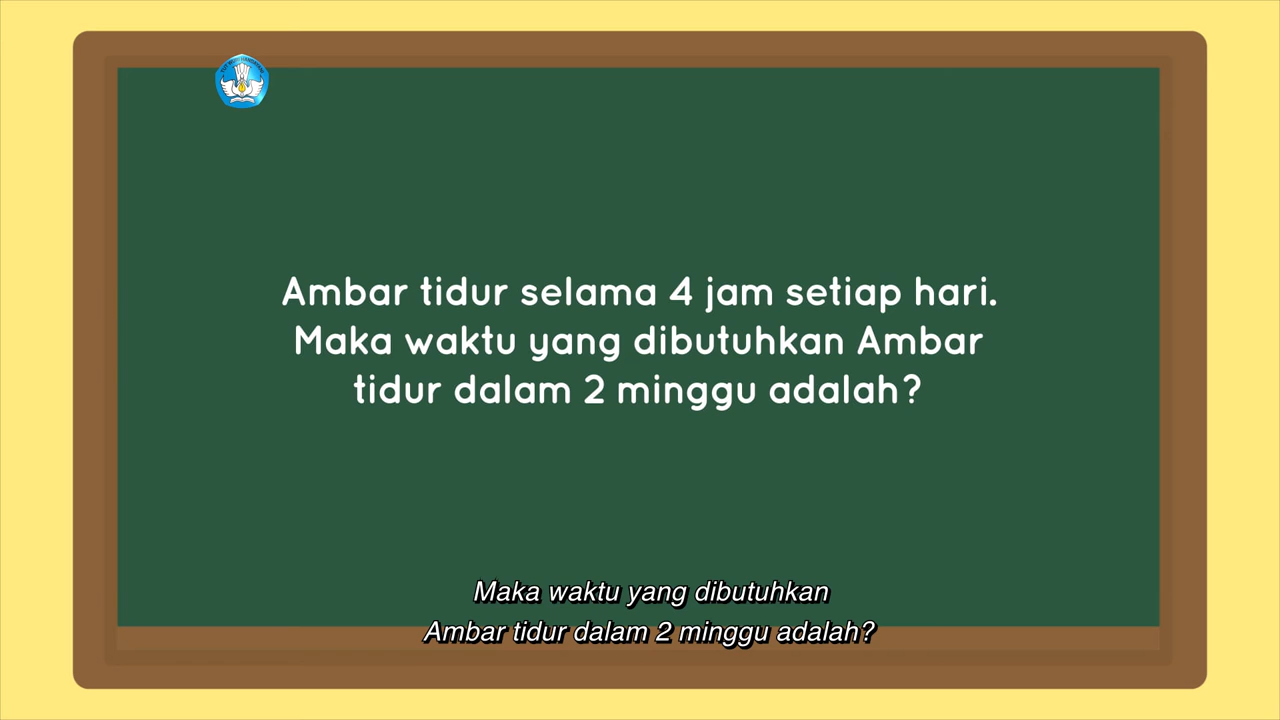 Ambar tidur selama 4 jam setiap hari.
Maka waktu yang dibutuhkan Ambar
tidur dalam 2 minggu adalah?
Maka waktu yang dibutuhkan
Ambar tidur dalam 2 minggu adalah?